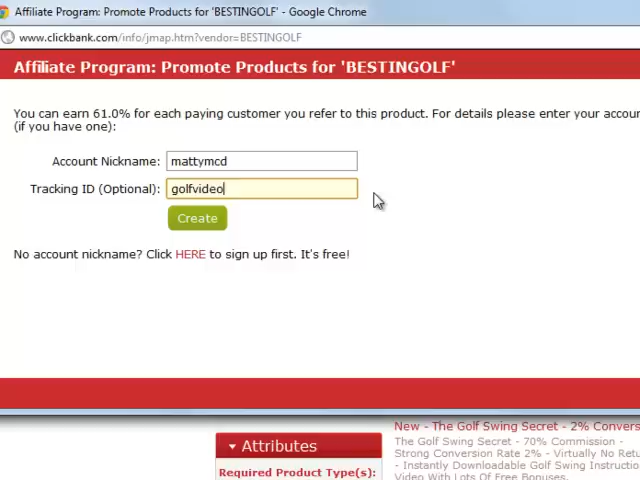 Affiliate Program: Promote Products for 'BESTINGOLF' - Google Chrome
www.clickbank.com/info/jmap.htm?vendor=BESTINGOLF
Affiliate Program: Promote Products for 'BESTINGOLF'
You can earn 61.0% for each paying customer you refer to this product. For details please enter your accou
(if you have one):
Account Nickname: mattymcd
Tracking ID (Optional): golfvideo
Create
No account nickname? Click HERE to sign up first. It's free!
New - The Golf Swing Secret - 2% Convers
Attributes
The Golf Swing Secret - 70% Commission -
Strong Conversion Rate 2% - Virtually No Retu
Required Product Type(s):
- Instantly Downloadable Golf Swing Instruction
Video With Lots Of Free Bonuses.